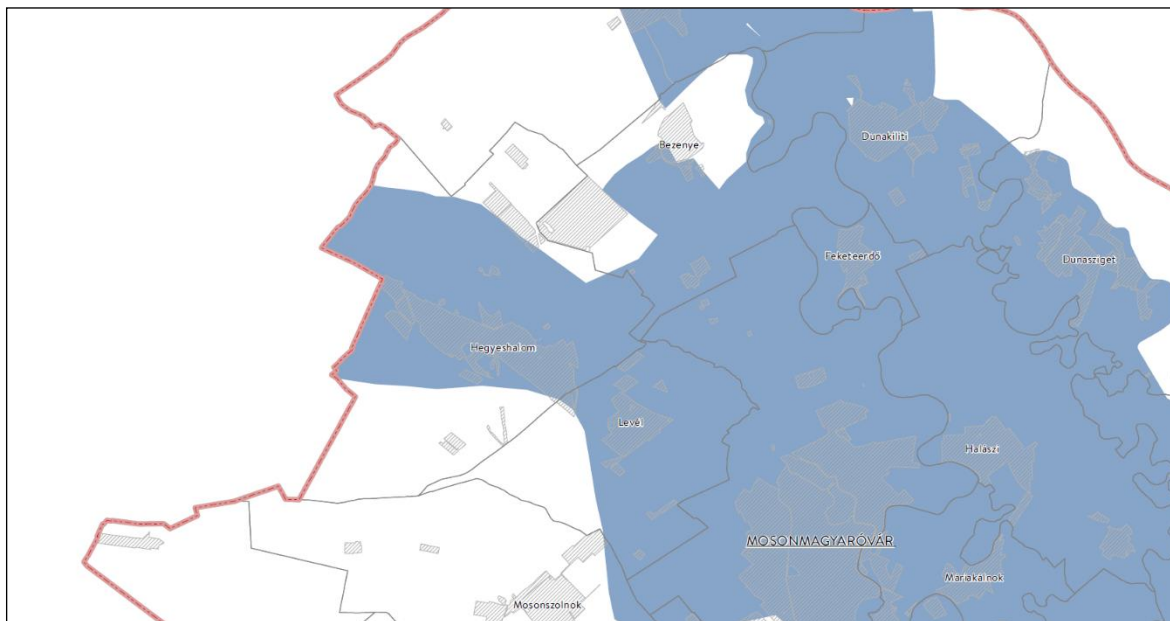 Dunakiliti
Bezenye
Feketeerdő
Dunasziget
Hegyeshalom
Levél
Halászi
MOSONMAGYARÓVÁR
Máriakálnok
Mosonszolnok